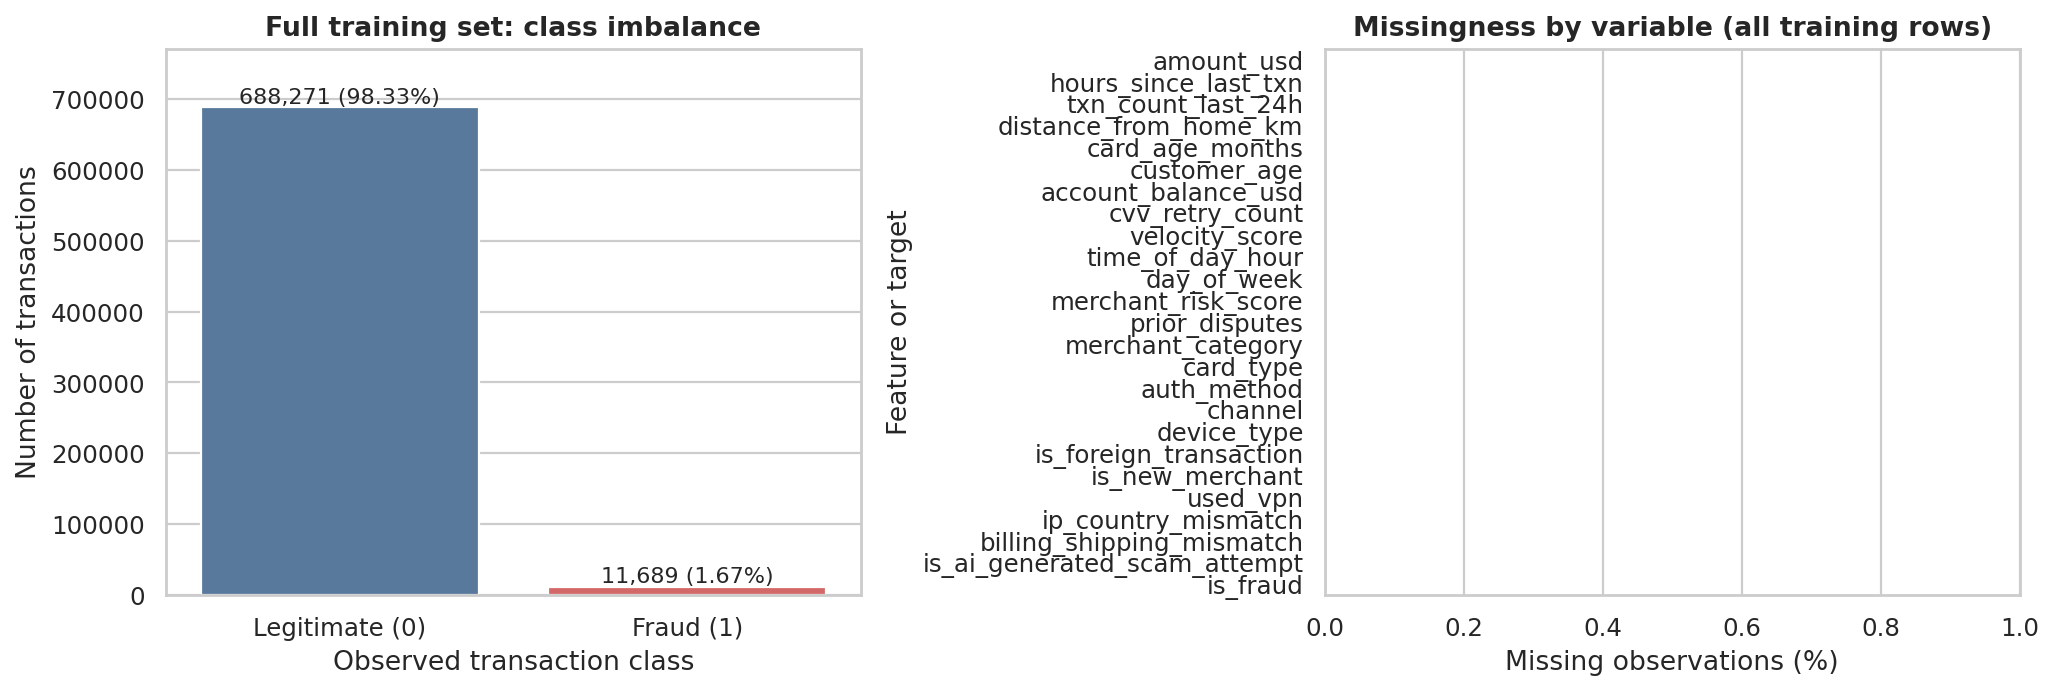 Full training set: class imbalance
Number of transactions
700000
600000
500000
400000
300000
200000
100000
0
688,271 (98.33%)
11,689 (1.67%)
Legitimate (0)
Fraud (1)
Observed transaction class
Missingness by variable (all training rows)
Feature or target
amount_usd
hours_since_last_txn
txn_count_last_24h
distance_from_home_km
card_age_months
customer_age
account_balance_usd
cvv_retry_count
velocity_score
time_of_day_hour
day_of_week
merchant_risk_score
prior_disputes
merchant_category
card_type
auth_method
channel
device_type
is_foreign_transaction
is_new_merchant
used_vpn
ip_country_mismatch
billing_shipping_mismatch
is_ai_generated_scam_attempt
is_fraud
0.0
0.2
0.4
0.6
0.8
1.0
Missing observations (%)